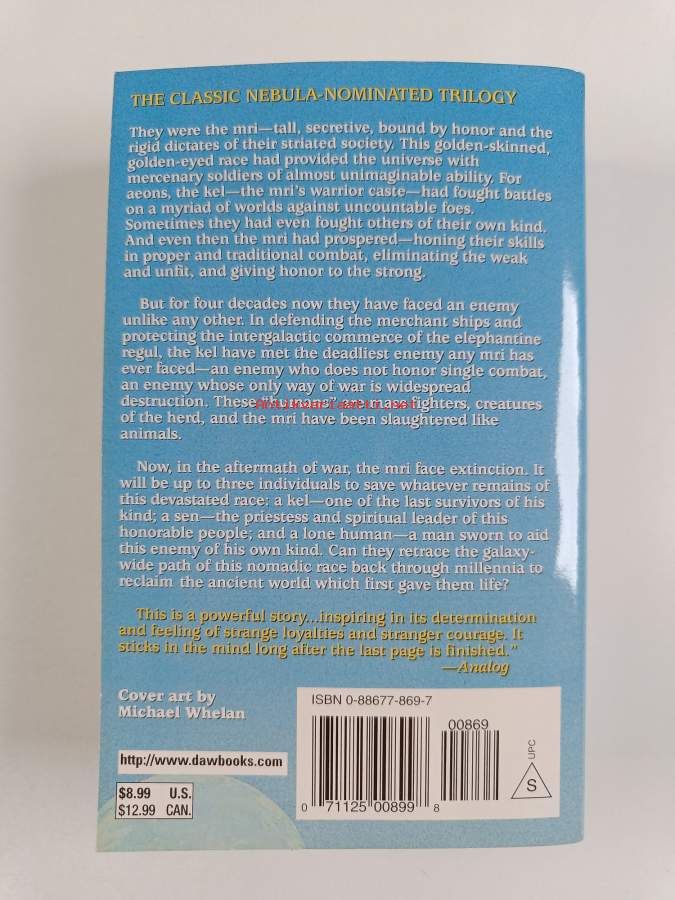 THE CLASSIC NEBULA-NOMINATED TRILOGY
They were the mri—tall, secretive, bound by honor and the
rigid dictates of their striated society. This golden-skinned,
golden-eyed race had provided the universe with
mercenary soldiers of almost unimaginable ability. For
aeons, the kel—the mri's warrior caste—had fought battles
on a myriad of worlds against uncountable foes.
Sometimes they had even fought others of their own kind.
And even then the mri had prospered—honing their skills
in proper and traditional combat, eliminating the weak
and unfit, and giving honor to the strong.
But for four decades now they have faced an enemy
unlike any other. In defending the merchant ships and
protecting the intergalactic commerce of the elephantine
regul, the kel have met the deadliest enemy any mri has
ever faced—an enemy who does not honor single combat,
an enemy whose only way of war is widespread
destruction. These "humans" are mass fighters, creatures
of the herd, and the mri have been slaughtered like
animals.
Now, in the aftermath of war, the mri face extinction. It
will be up to three individuals to save whatever remains of
this devastated race: a kel—one of the last survivors of his
kind; a sen—the priestess and spiritual leader of this
honorable people; and a lone human—a man sworn to aid
this enemy of his own kind. Can they retrace the galaxy-
wide path of this nomadic race back through millennia to
reclaim the ancient world which first gave them life?
This is a powerful story...inspiring in its determination
and feeling of strange loyalties and stranger courage. It
sticks in the mind long after the last page is finished."
—Analog
Cover art by
Michael Whelan
ISBN 0-88677-869-7
00869
UPC
S
0 71125 00899 8
http://www.dawbooks.com
$8.99 U.S.
$12.99 CAN.